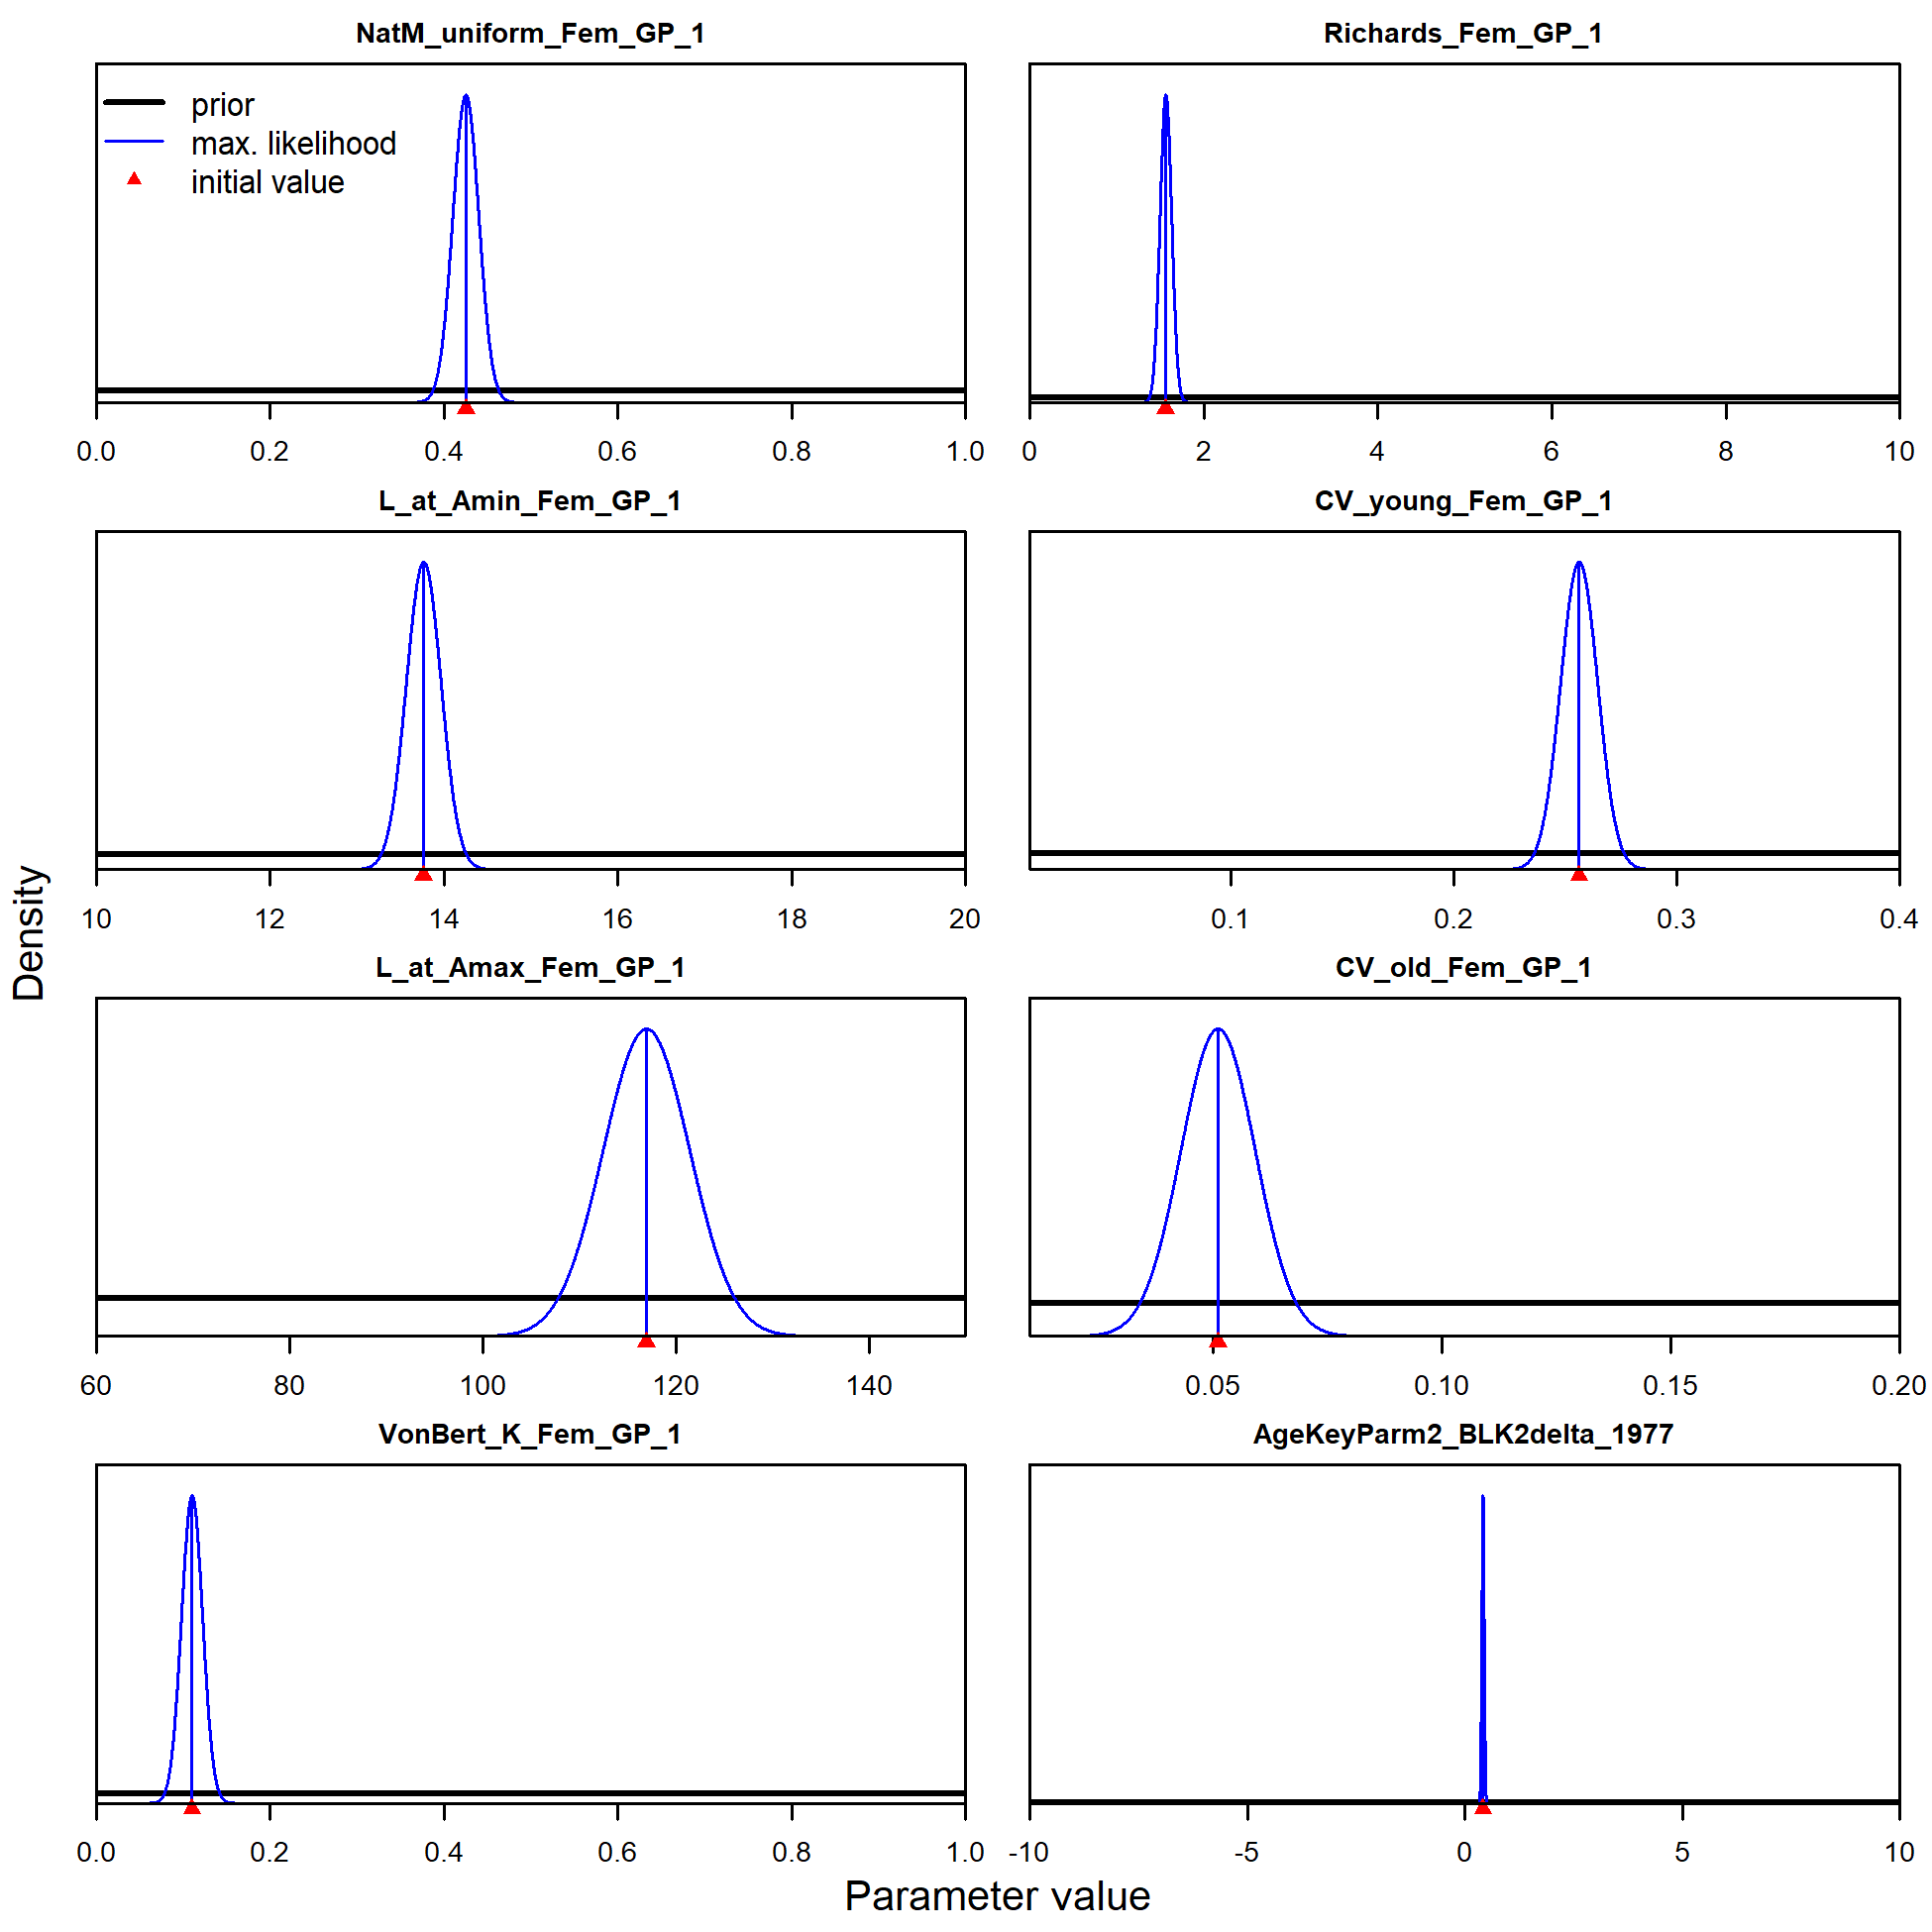 NatM_uniform_Fem_GP_1
Richards_Fem_GP_1
prior
max. likelihood
initial value
0.0 0.2 0.4 0.6 0.8 1.0
0 2 4 6 8 10
L_at_Amin_Fem_GP_1
CV_young_Fem_GP_1
10 12 14 16 18 20
0.1 0.2 0.3 0.4
L_at_Amax_Fem_GP_1
CV_old_Fem_GP_1
60 80 100 120 140
0.05 0.10 0.15 0.20
VonBert_K_Fem_GP_1
AgeKeyParm2_BLK2delta_1977
0.0 0.2 0.4 0.6 0.8 1.0
-10 -5 0 5 10
Density
Parameter value